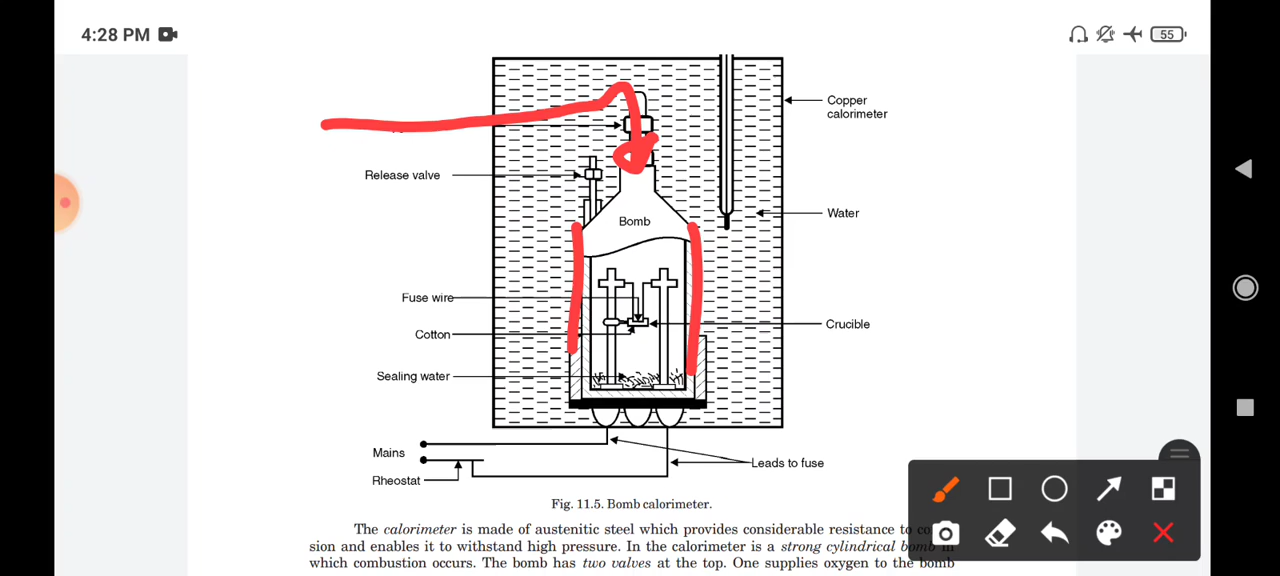 4:28 PM
55
Copper
calorimeter
Release valve
Bomb
Water
Fuse wire
Cotton
Crucible
Sealing water
Mains
Leads to fuse
Rheostat
Fig. 11.5. Bomb calorimeter.
The calorimeter is made of austenitic steel which provides considerable resistance to
sion and enables it to withstand high pressure. In the calorimeter is a strong cylindrical bomb in
which combustion occurs. The bomb has two valves at the top. One supplies oxygen to the bomb